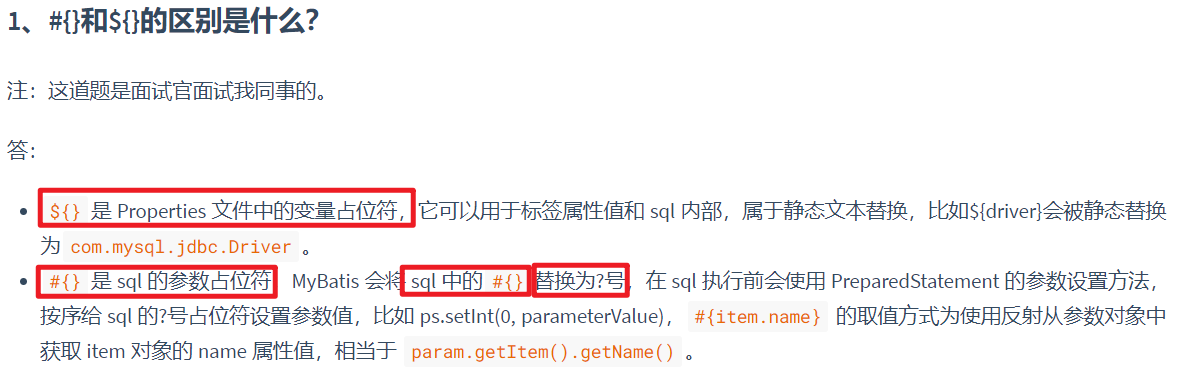 1、#{}和${}的区别是什么？
注：这道题是面试官面试我同事的。
答：
• ${} 是 Properties 文件中的变量占位符，它可以用于标签属性值和 sql 内部，属于静态文本替换，比如${driver}会被静态替换
为 com.mysql.jdbc.Driver 。
• #{} 是 sql 的参数占位符 MyBatis 会将 sql 中的 #{} 替换为?号，在 sql 执行前会使用 PreparedStatement 的参数设置方法，
按序给 sql 的?号占位符设置参数值，比如 ps.setInt(0, parameterValue)， #{item.name} 的取值方式为使用反射从参数对象中
获取 item 对象的 name 属性值，相当于 param.getItem().getName() 。